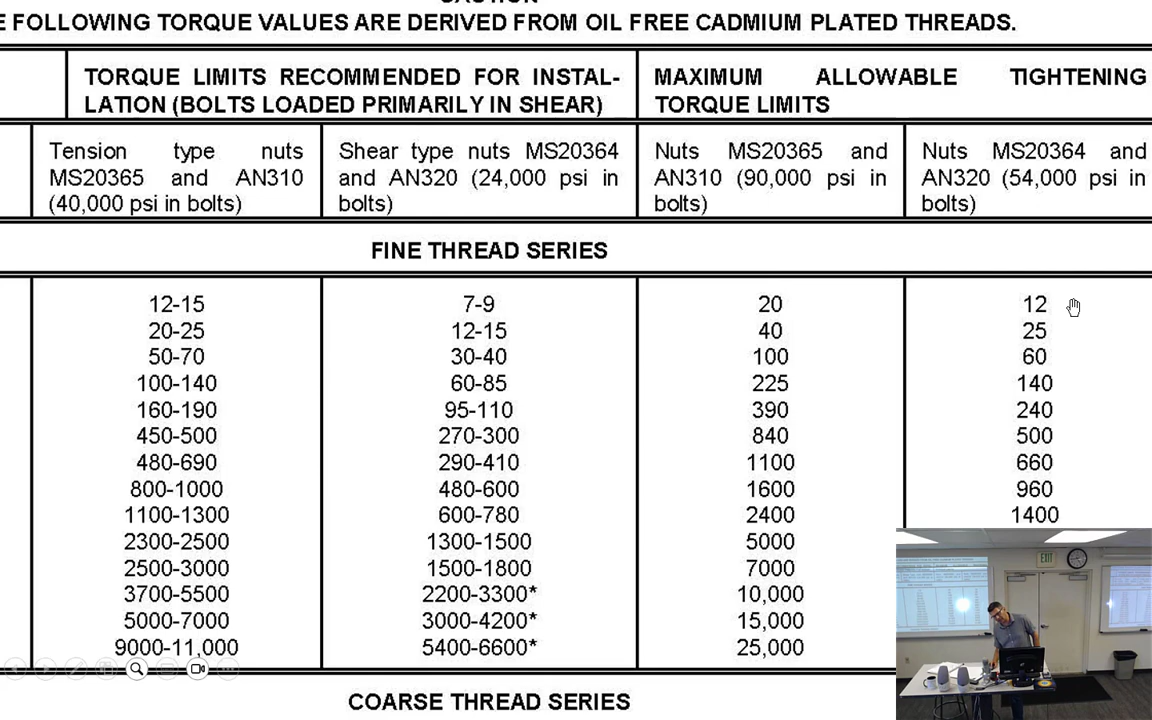 E FOLLOWING TORQUE VALUES ARE DERIVED FROM OIL FREE CADMIUM PLATED THREADS.
TORQUE LIMITS RECOMMENDED FOR INSTAL-
LATION (BOLTS LOADED PRIMARILY IN SHEAR)
MAXIMUM ALLOWABLE TIGHTENING
TORQUE LIMITS
Tension type nuts
MS20365 and AN310
(40,000 psi in bolts)
Shear type nuts MS20364
and AN320 (24,000 psi in
bolts)
Nuts MS20365 and
AN310 (90,000 psi in
bolts)
Nuts MS20364 and
AN320 (54,000 psi in
bolts)
FINE THREAD SERIES
12-15 7-9 20 12
20-25 12-15 40 25
50-70 30-40 100 60
100-140 60-85 225 140
160-190 95-110 390 240
450-500 270-300 840 500
480-690 290-410 1100 660
800-1000 480-600 1600 960
1100-1300 600-780 2400 1400
2300-2500 1300-1500 5000
2500-3000 1500-1800 7000
3700-5500 2200-3300* 10,000
5000-7000 3000-4200* 15,000
9000-11,000 5400-6600* 25,000
COARSE THREAD SERIES
EXIT